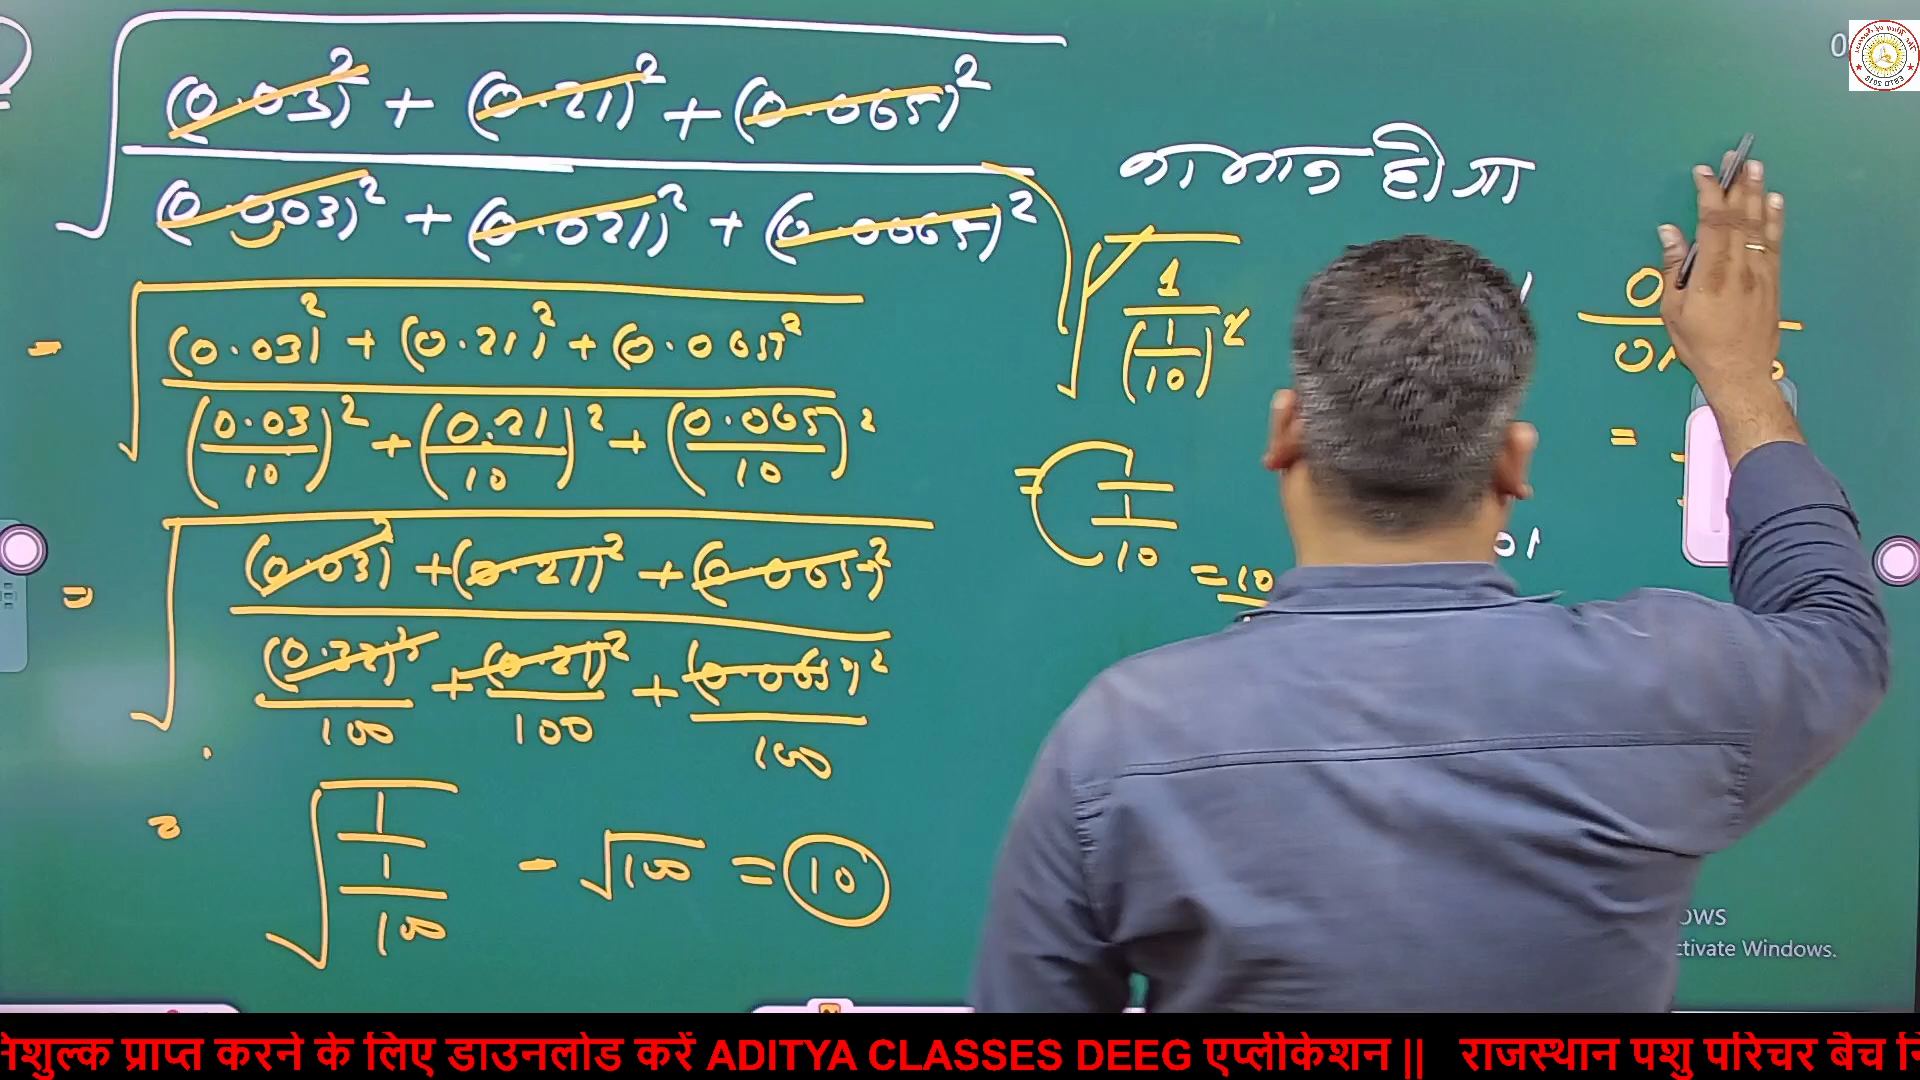 √((0.03)² + (0.21)² + (0.065)²) / ((0.003)² + (0.021)² + (0.0065)²)
का मान होगा
= √((0.03)² + (0.21)² + (0.065)²) / ((0.03/10)² + (0.21/10)² + (0.065/10)²)
= √((0.03)² + (0.21)² + (0.065)²) / ((0.21)²/100 + (0.21)²/100 + (0.065)²/100)
= √(1 / (1/100)) = √100 = 10
√(1 / (1/10)²)
= 1 / (1/10)
= 10
ctivate Windows.
नेशुल्क प्राप्त करने के लिए डाउनलोड करें ADITYA CLASSES DEEG एप्लीकेशन || राजस्थान पशु परिचर बैच नि